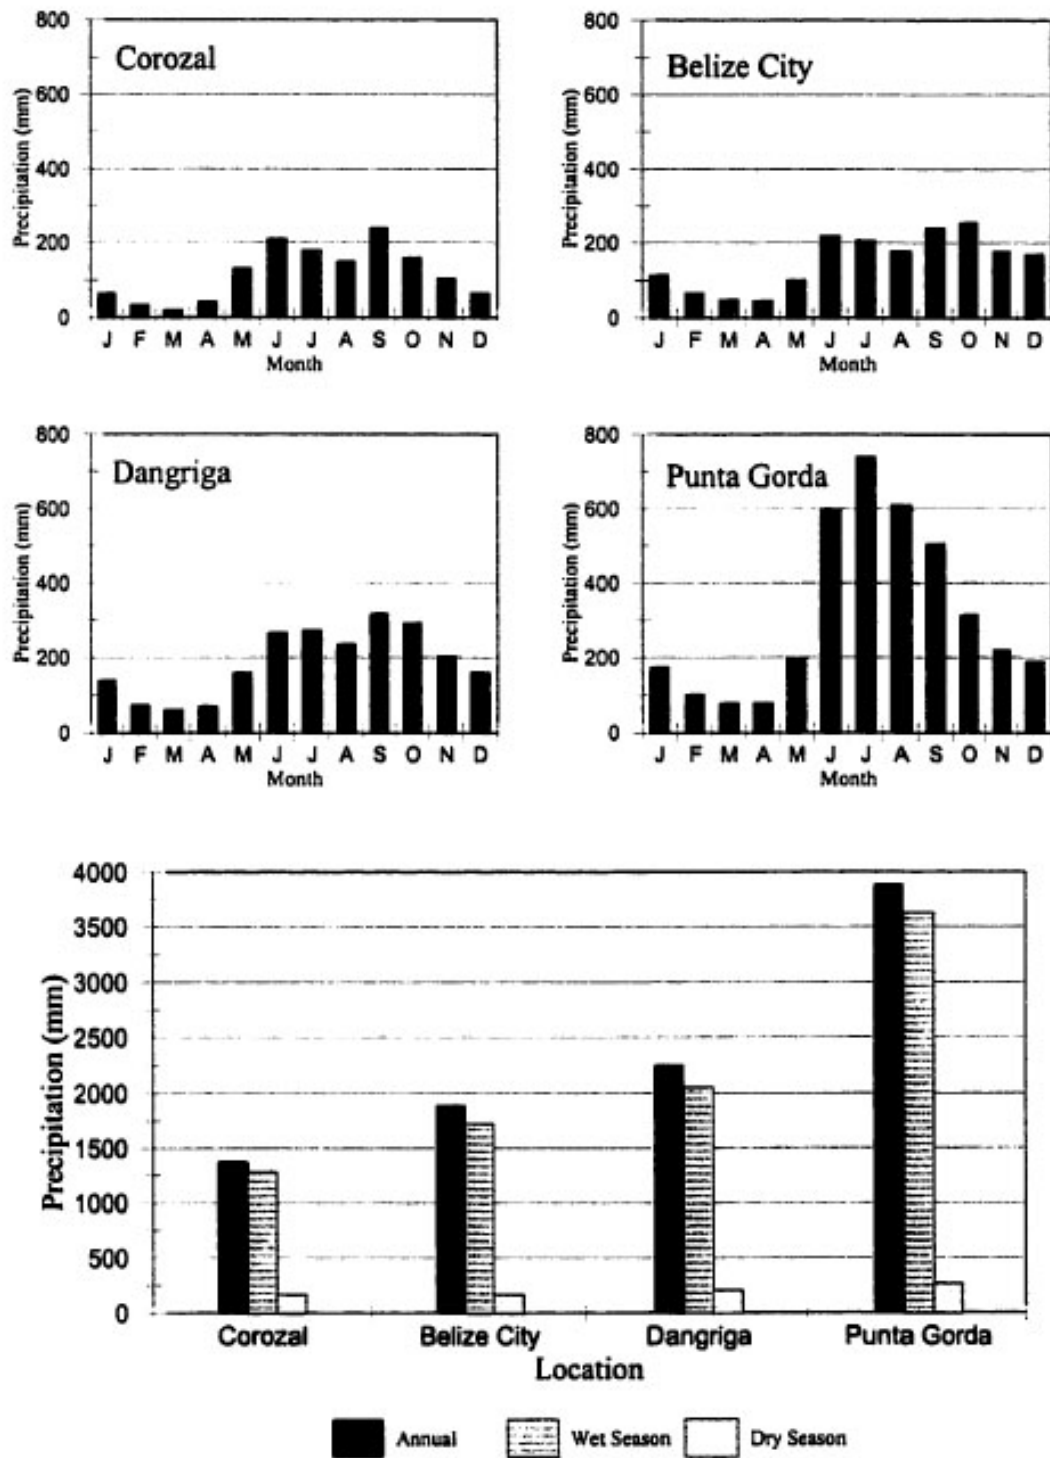 Corozal
800
600
400
200
0
Precipitation (mm)
J F M A M J J A S O N D
Month
Belize City
800
600
400
200
0
Precipitation (mm)
J F M A M J J A S O N D
Month
Dangriga
800
600
400
200
0
Precipitation (mm)
J F M A M J J A S O N D
Month
Punta Gorda
800
600
400
200
0
Precipitation (mm)
J F M A M J J A S O N D
Month
4000
3500
3000
2500
2000
1500
1000
500
0
Precipitation (mm)
Corozal Belize City Dangriga Punta Gorda
Location
Annual Wet Season Dry Season